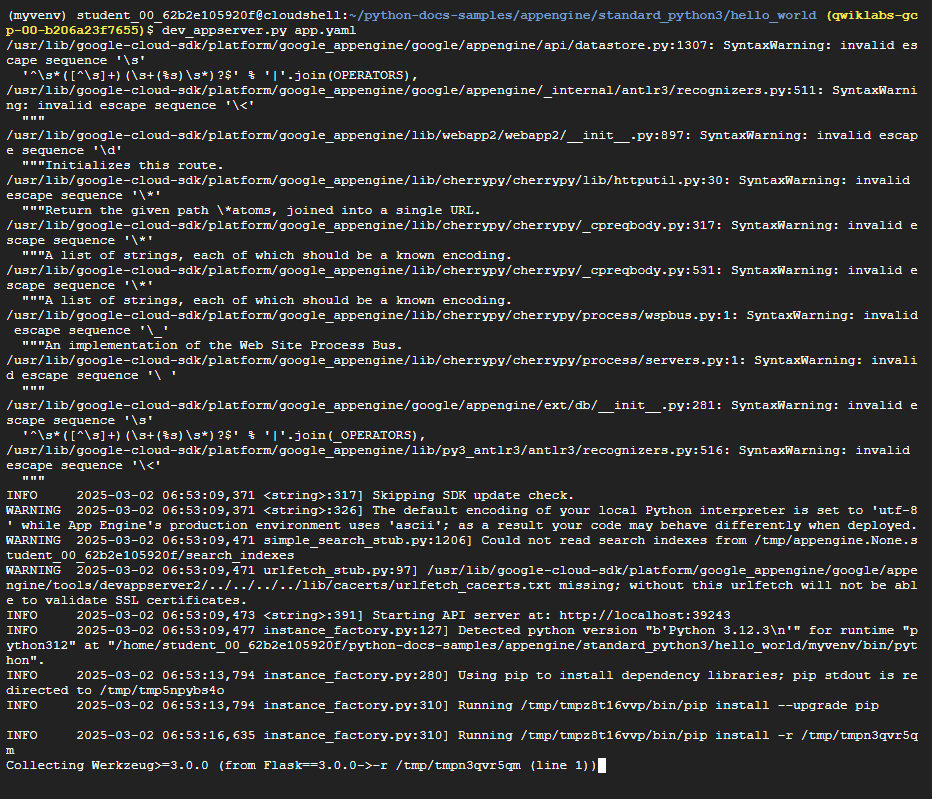 (myvenv) student_00_62b2e105920f@cloudshell:~/python-docs-samples/appengine/standard_python3/hello_world (qwiklabs-gc
p-00-b206a23f7655)$ dev_appserver.py app.yaml
/usr/lib/google-cloud-sdk/platform/google_appengine/google/appengine/api/datastore.py:1307: SyntaxWarning: invalid es
cape sequence '\s'
  '^\s*([^\s]+)(\s+(%s)\s*)?$' % '|'.join(OPERATORS),
/usr/lib/google-cloud-sdk/platform/google_appengine/google/appengine/_internal/antlr3/recognizers.py:511: SyntaxWarni
ng: invalid escape sequence '\<'
  """
/usr/lib/google-cloud-sdk/platform/google_appengine/lib/webapp2/webapp2/__init__.py:897: SyntaxWarning: invalid escap
e sequence '\d'
  """Initializes this route.
/usr/lib/google-cloud-sdk/platform/google_appengine/lib/cherrypy/cherrypy/lib/httputil.py:30: SyntaxWarning: invalid
escape sequence '\*'
  """Return the given path \*atoms, joined into a single URL.
/usr/lib/google-cloud-sdk/platform/google_appengine/lib/cherrypy/cherrypy/_cpreqbody.py:317: SyntaxWarning: invalid e
scape sequence '\*'
  """A list of strings, each of which should be a known encoding.
/usr/lib/google-cloud-sdk/platform/google_appengine/lib/cherrypy/cherrypy/_cpreqbody.py:531: SyntaxWarning: invalid e
scape sequence '\*'
  """A list of strings, each of which should be a known encoding.
/usr/lib/google-cloud-sdk/platform/google_appengine/lib/cherrypy/cherrypy/process/wspbus.py:1: SyntaxWarning: invalid
 escape sequence '\_'
  """An implementation of the Web Site Process Bus.
/usr/lib/google-cloud-sdk/platform/google_appengine/lib/cherrypy/cherrypy/process/servers.py:1: SyntaxWarning: invali
d escape sequence '\ '
  """
/usr/lib/google-cloud-sdk/platform/google_appengine/google/appengine/ext/db/__init__.py:281: SyntaxWarning: invalid e
scape sequence '\s'
  '^\s*([^\s]+)(\s+(%s)\s*)?$' % '|'.join(_OPERATORS),
/usr/lib/google-cloud-sdk/platform/google_appengine/lib/py3_antlr3/antlr3/recognizers.py:516: SyntaxWarning: invalid
escape sequence '\<'
  """
INFO     2025-03-02 06:53:09,371 <string>:317] Skipping SDK update check.
WARNING  2025-03-02 06:53:09,371 <string>:326] The default encoding of your local Python interpreter is set to 'utf-8
' while App Engine's production environment uses 'ascii'; as a result your code may behave differently when deployed.
WARNING  2025-03-02 06:53:09,471 simple_search_stub.py:1206] Could not read search indexes from /tmp/appengine.None.s
tudent_00_62b2e105920f/search_indexes
WARNING  2025-03-02 06:53:09,471 urlfetch_stub.py:97] /usr/lib/google-cloud-sdk/platform/google_appengine/google/appe
ngine/tools/devappserver2/../../../../lib/cacerts/urlfetch_cacerts.txt missing; without this urlfetch will not be abl
e to validate SSL certificates.
INFO     2025-03-02 06:53:09,473 <string>:391] Starting API server at: http://localhost:39243
INFO     2025-03-02 06:53:09,477 instance_factory.py:127] Detected python version "b'Python 3.12.3\n'" for runtime "p
ython312" at "/home/student_00_62b2e105920f/python-docs-samples/appengine/standard_python3/hello_world/myvenv/bin/pyt
hon".
INFO     2025-03-02 06:53:13,794 instance_factory.py:280] Using pip to install dependency libraries; pip stdout is re
directed to /tmp/tmp5npybs4o
INFO     2025-03-02 06:53:13,794 instance_factory.py:310] Running /tmp/tmpz8t16vvp/bin/pip install --upgrade pip
INFO     2025-03-02 06:53:16,635 instance_factory.py:310] Running /tmp/tmpz8t16vvp/bin/pip install -r /tmp/tmpn3qvr5q
m
Collecting Werkzeug>=3.0.0 (from Flask==3.0.0->-r /tmp/tmpn3qvr5qm (line 1))